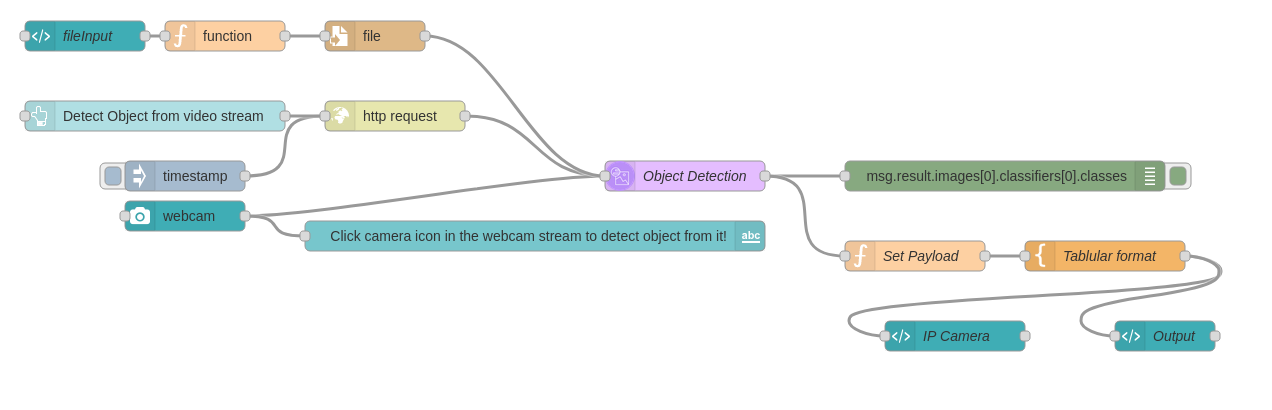 fileInput
function
file
Detect Object from video stream
http request
timestamp
Object Detection
msg.result.images[0].classifiers[0].classes
webcam
Click camera icon in the webcam stream to detect object from it!
abc
Set Payload
Tablular format
IP Camera
Output